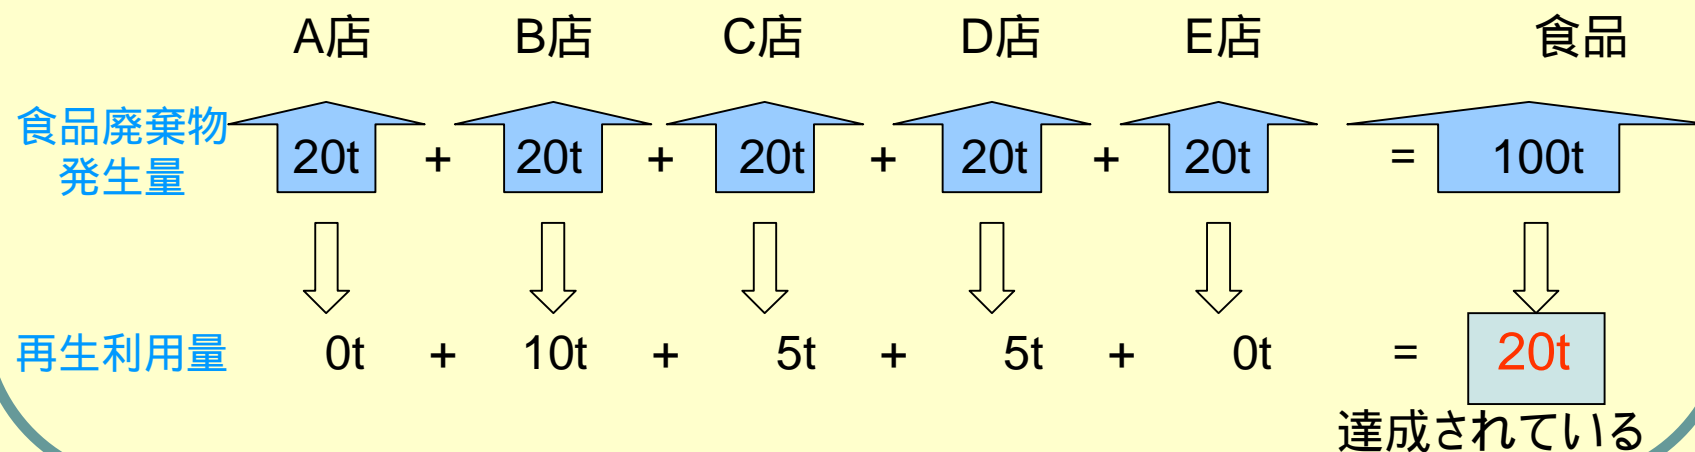 A店 B店 C店 D店 E店 食品
食品廃棄物
発生量
20t + 20t + 20t + 20t + 20t = 100t
再生利用量 0t + 10t + 5t + 5t + 0t = 20t
達成されている